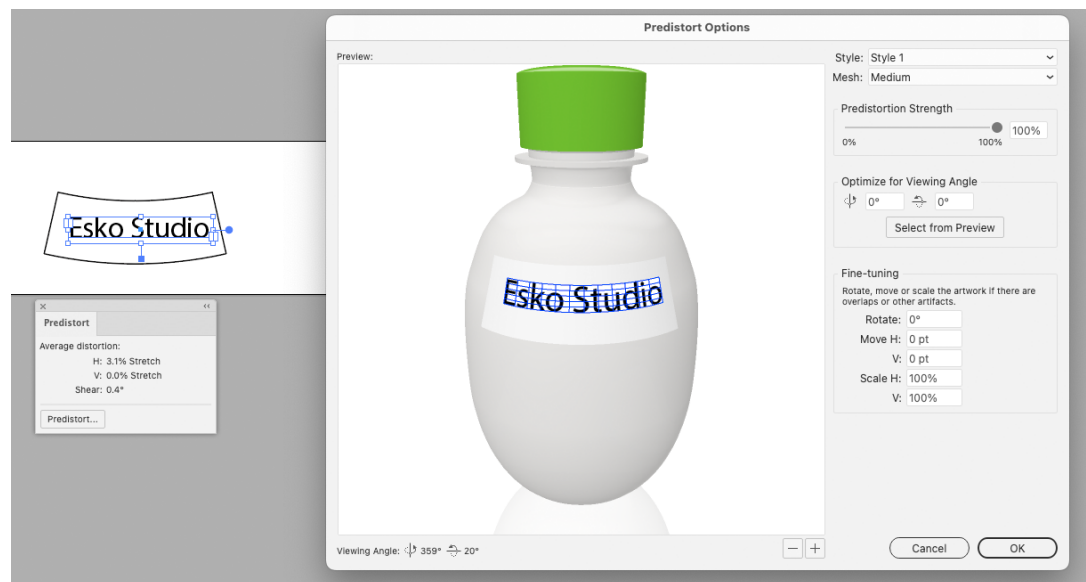 Predistort Options
Preview:
Style: Style 1
Mesh: Medium
Predistortion Strength
100%
0% 100%
Optimize for Viewing Angle
0° 0°
Select from Preview
Fine-tuning
Rotate, move or scale the artwork if there are
overlaps or other artifacts.
Rotate: 0°
Move H: 0 pt
V: 0 pt
Scale H: 100%
V: 100%
Esko Studio
Esko Studio
Predistort
Average distortion:
H: 3.1% Stretch
V: 0.0% Stretch
Shear: 0.4°
Predistort...
Viewing Angle: 359° 20°
Cancel OK